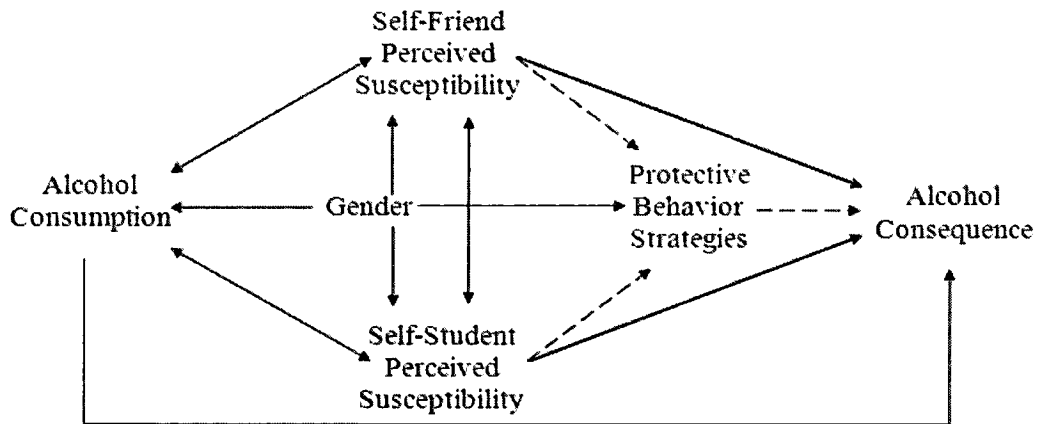 Self-Friend
Perceived
Susceptibility
Alcohol
Consumption
Gender
Protective
Behavior
Strategies
Alcohol
Consequence
Self-Student
Perceived
Susceptibility